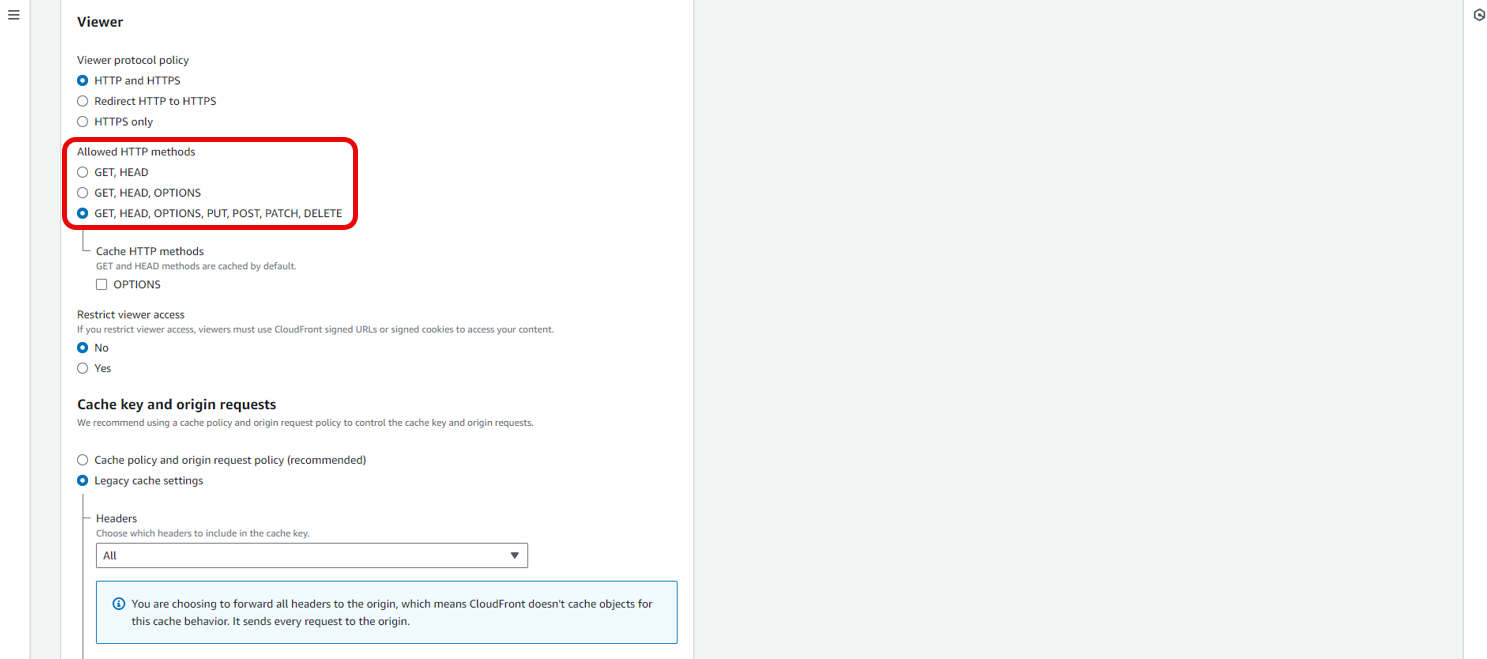 Viewer
Viewer protocol policy
HTTP and HTTPS
Redirect HTTP to HTTPS
HTTPS only
Allowed HTTP methods
GET, HEAD
GET, HEAD, OPTIONS
GET, HEAD, OPTIONS, PUT, POST, PATCH, DELETE
Cache HTTP methods
GET and HEAD methods are cached by default.
OPTIONS
Restrict viewer access
If you restrict viewer access, viewers must use CloudFront signed URLs or signed cookies to access your content.
No
Yes
Cache key and origin requests
We recommend using a cache policy and origin request policy to control the cache key and origin requests.
Cache policy and origin request policy (recommended)
Legacy cache settings
Headers
Choose which headers to include in the cache key.
All
You are choosing to forward all headers to the origin, which means CloudFront doesn't cache objects for
this cache behavior. It sends every request to the origin.